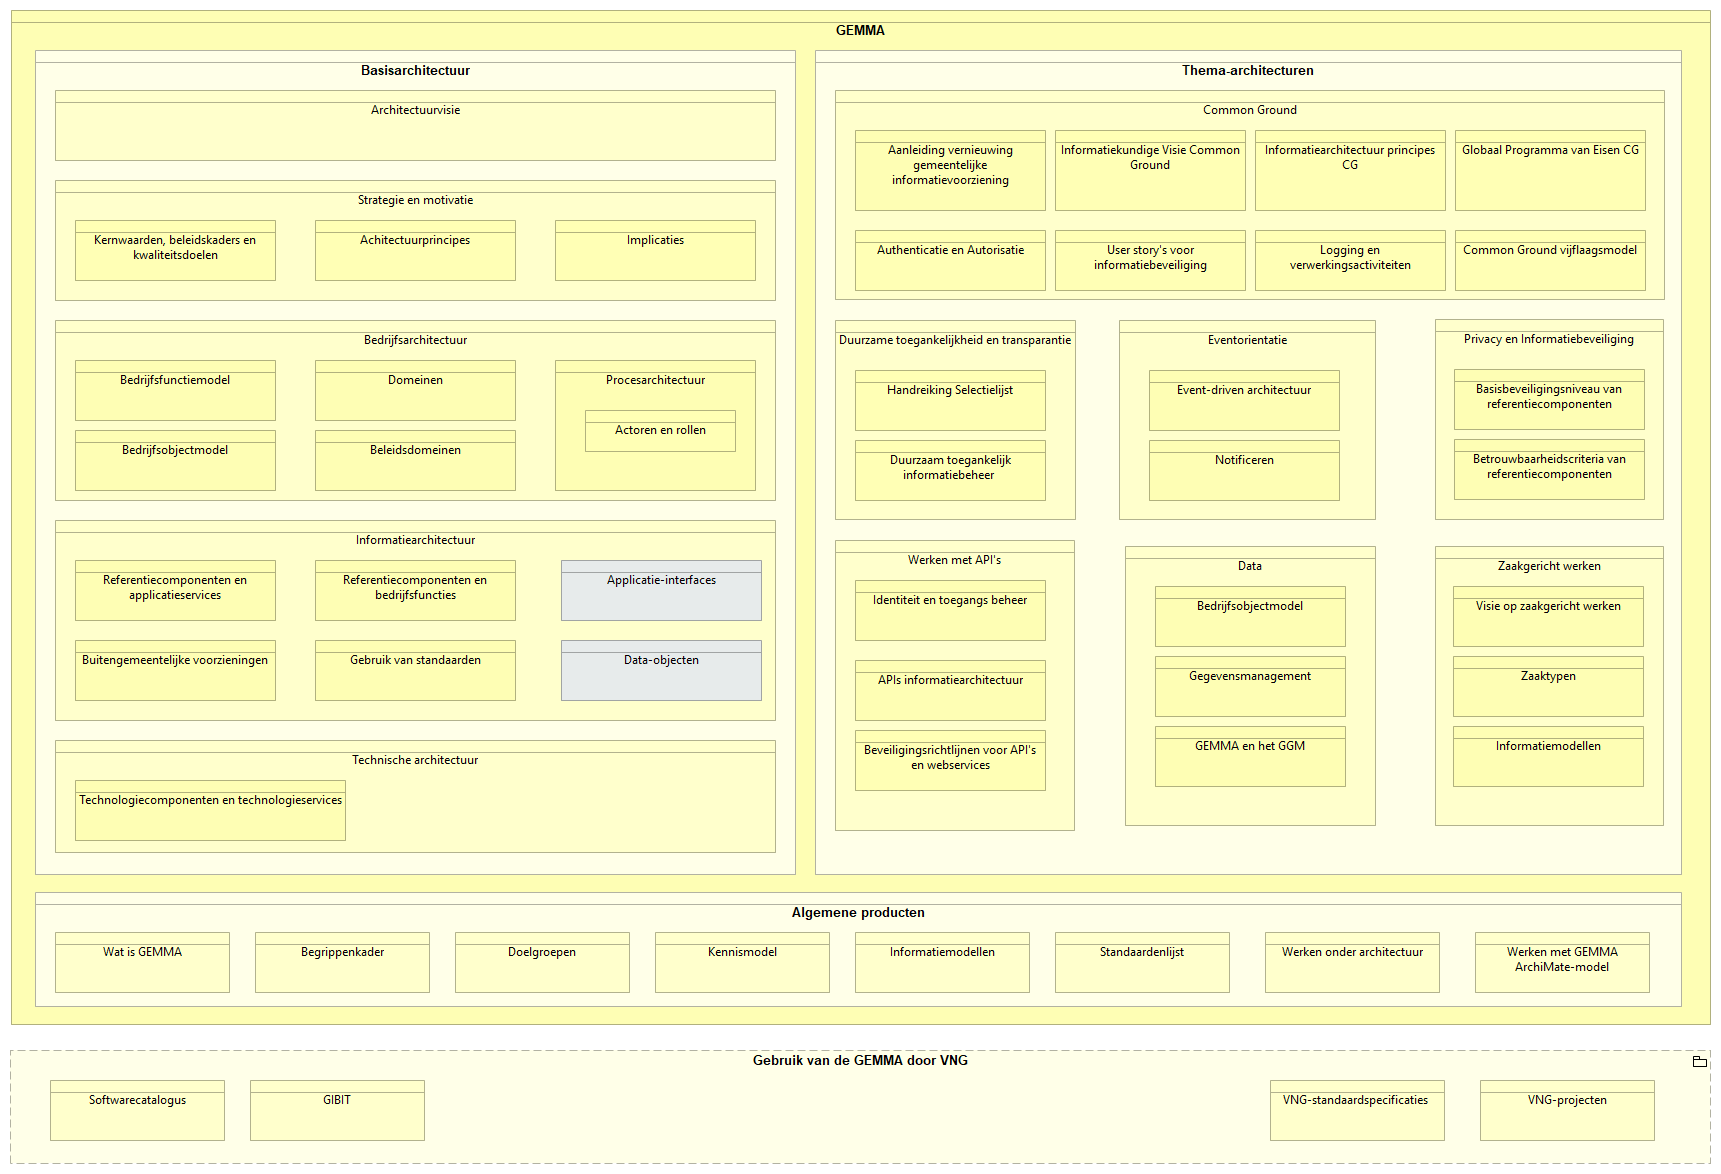 GEMMA
Basisarchitectuur
Architectuurvisie
Strategie en motivatie
Kernwaarden, beleidskaders en
kwaliteitsdoelen
Achitectuurprincipes
Implicaties
Bedrijfsarchitectuur
Bedrijfsfunctiemodel
Domeinen
Procesarchitectuur
Actoren en rollen
Bedrijfsobjectmodel
Beleidsdomeinen
Informatiearchitectuur
Referentiecomponenten en
applicatieservices
Referentiecomponenten en
bedrijfsfuncties
Applicatie-interfaces
Buitengemeentelijke voorzieningen
Gebruik van standaarden
Data-objecten
Technische architectuur
Technologiecomponenten en technologieservices
Thema-architecturen
Common Ground
Aanleiding vernieuwing
gemeentelijke
informatievoorziening
Informatiekundige Visie Common
Ground
Informatiearchitectuur principes
CG
Globaal Programma van Eisen CG
Authenticatie en Autorisatie
User story's voor
informatiebeveiliging
Logging en
verwerkingsactiviteiten
Common Ground vijflaagsmodel
Duurzame toegankelijkheid en transparantie
Handreiking Selectielijst
Duurzaam toegankelijk
informatiebeheer
Eventorientatie
Event-driven architectuur
Notificeren
Privacy en Informatiebeveiliging
Basisbeveiligingsniveau van
referentiecomponenten
Betrouwbaarheidscriteria van
referentiecomponenten
Werken met API's
Identiteit en toegangs beheer
APIs informatiearchitectuur
Beveiligingsrichtlijnen voor API's
en webservices
Data
Bedrijfsobjectmodel
Gegevensmanagement
GEMMA en het GGM
Zaakgericht werken
Visie op zaakgericht werken
Zaaktypen
Informatiemodellen
Algemene producten
Wat is GEMMA
Begrippenkader
Doelgroepen
Kennismodel
Informatiemodellen
Standaardenlijst
Werken onder architectuur
Werken met GEMMA
ArchiMate-model
Gebruik van de GEMMA door VNG
Softwarecatalogus
GIBIT
VNG-standaardspecificaties
VNG-projecten